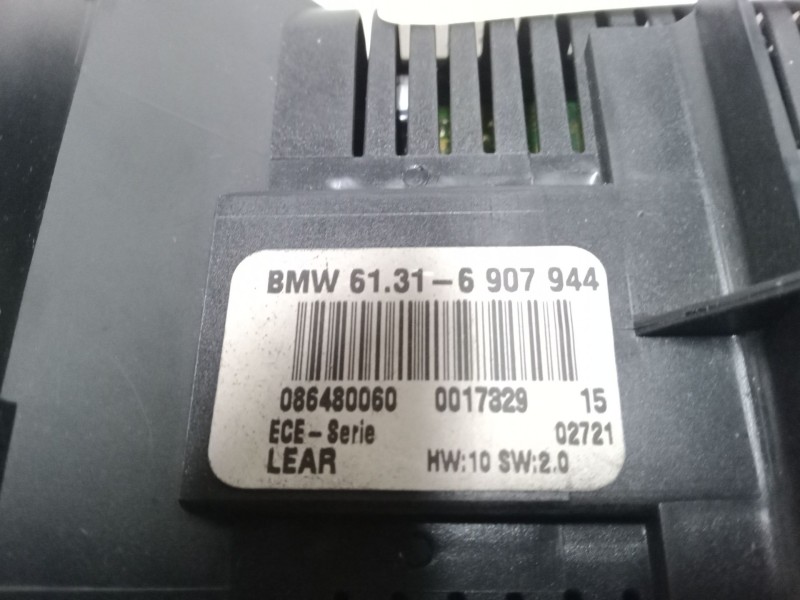 BMW 61.31-6 907 944
086480060 0017329 15
ECE-Serie 02721
LEAR HW:10 SW:2.0